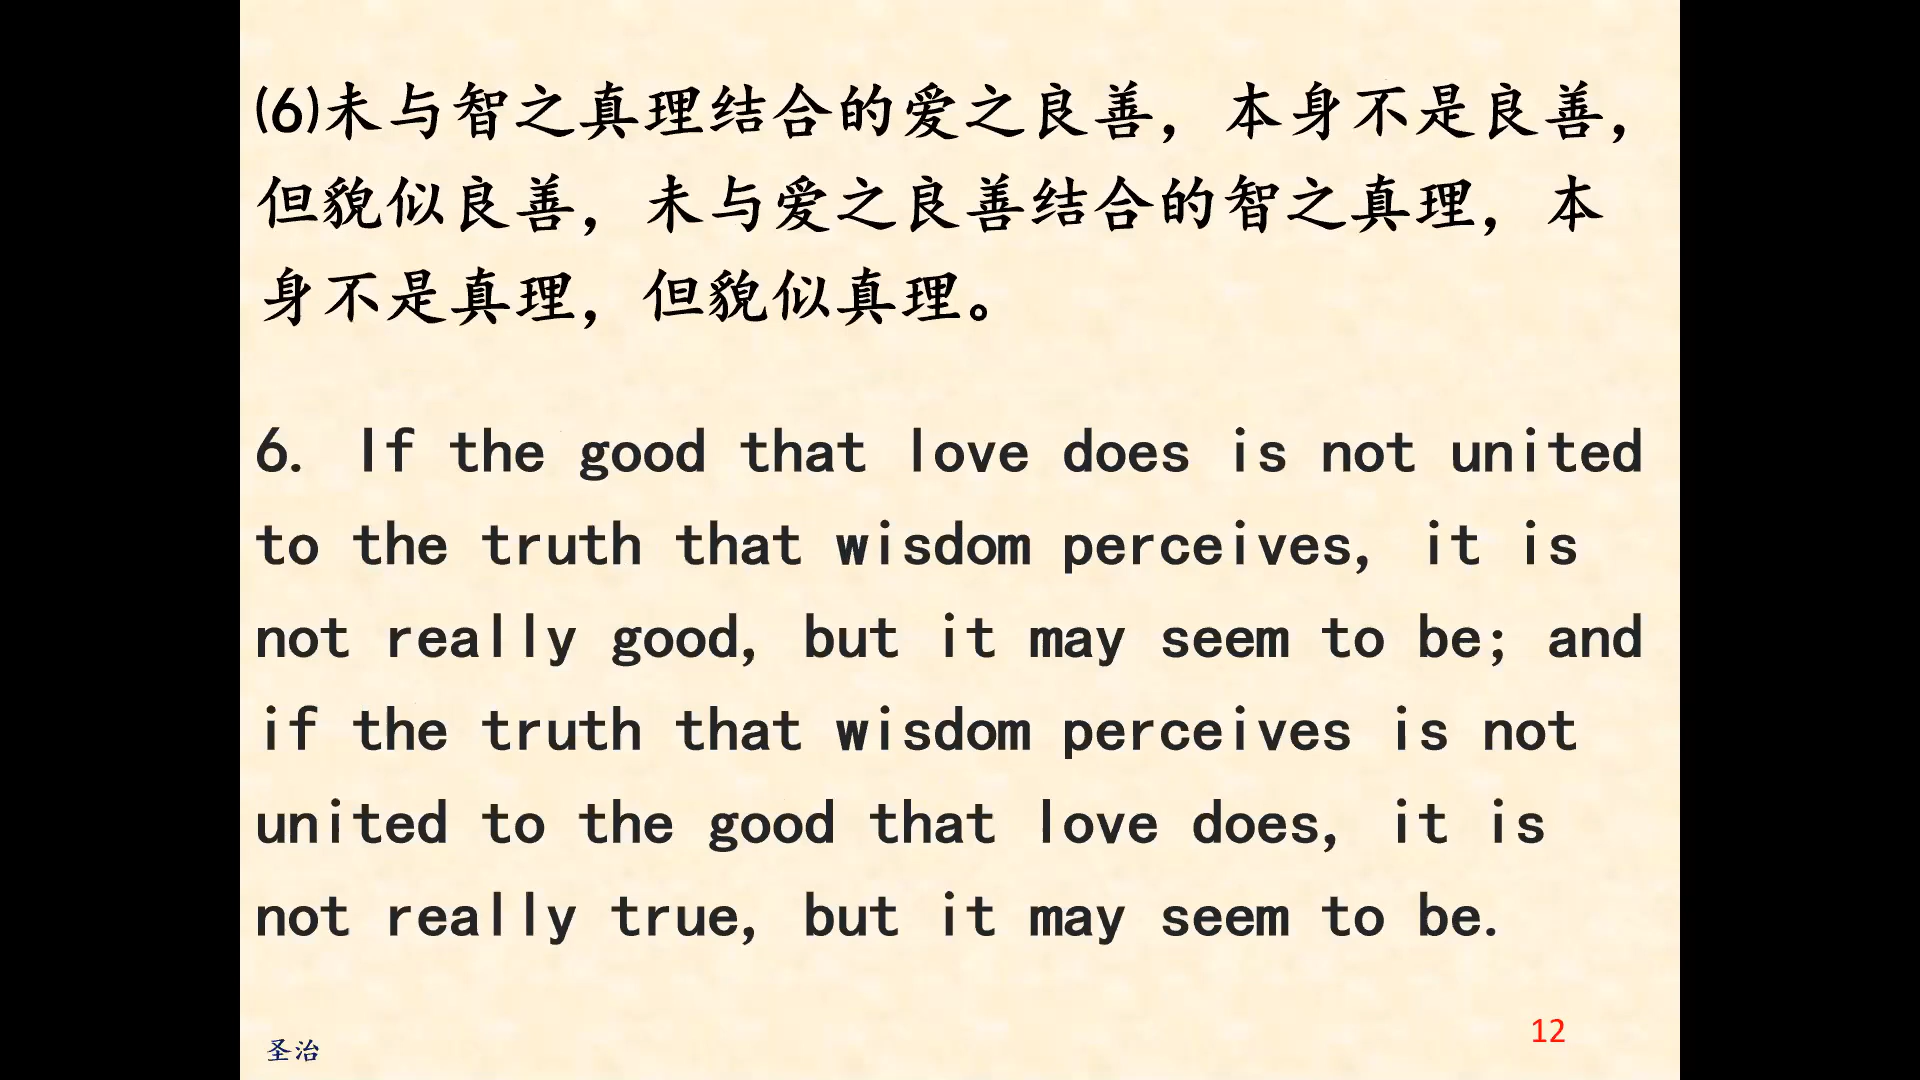 (6)未与智之真理结合的爱之良善，本身不是良善，
但貌似良善，未与爱之良善结合的智之真理，本
身不是真理，但貌似真理。
6. If the good that love does is not united
to the truth that wisdom perceives, it is
not really good, but it may seem to be; and
if the truth that wisdom perceives is not
united to the good that love does, it is
not really true, but it may seem to be.
圣治
12